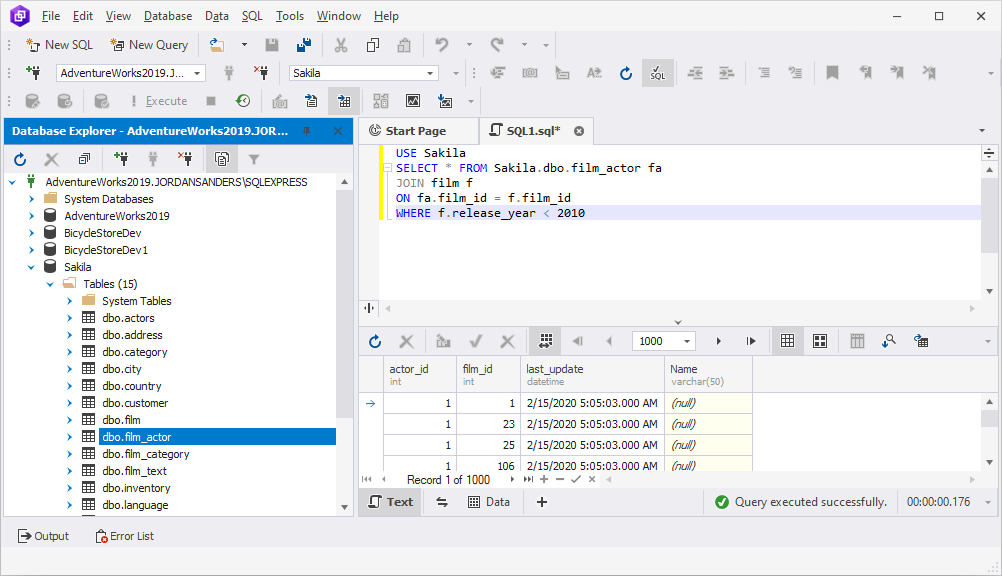 File Edit View Database Data SQL Tools Window Help
New SQL New Query
AdventureWorks2019.J... Sakila SQL
Execute
Database Explorer - AdventureWorks2019.JOR...
AdventureWorks2019.JORDANSANDERS\SQLEXPRESS
System Databases
AdventureWorks2019
BicycleStoreDev
BicycleStoreDev1
Sakila
Tables (15)
System Tables
dbo.actors
dbo.address
dbo.category
dbo.city
dbo.country
dbo.customer
dbo.film
dbo.film_actor
dbo.film_category
dbo.film_text
dbo.inventory
dbo.language
Start Page SQL1.sql*
USE Sakila
SELECT * FROM Sakila.dbo.film_actor fa
JOIN film f
ON fa.film_id = f.film_id
WHERE f.release_year < 2010
1000
actor_id film_id last_update Name
int int datetime varchar(50)
1 1 2/15/2020 5:05:03.000 AM (null)
1 23 2/15/2020 5:05:03.000 AM (null)
1 25 2/15/2020 5:05:03.000 AM (null)
1 106 2/15/2020 5:05:03.000 AM (null)
Record 1 of 1000
Text Data Query executed successfully. 00:00:00.176
Output Error List